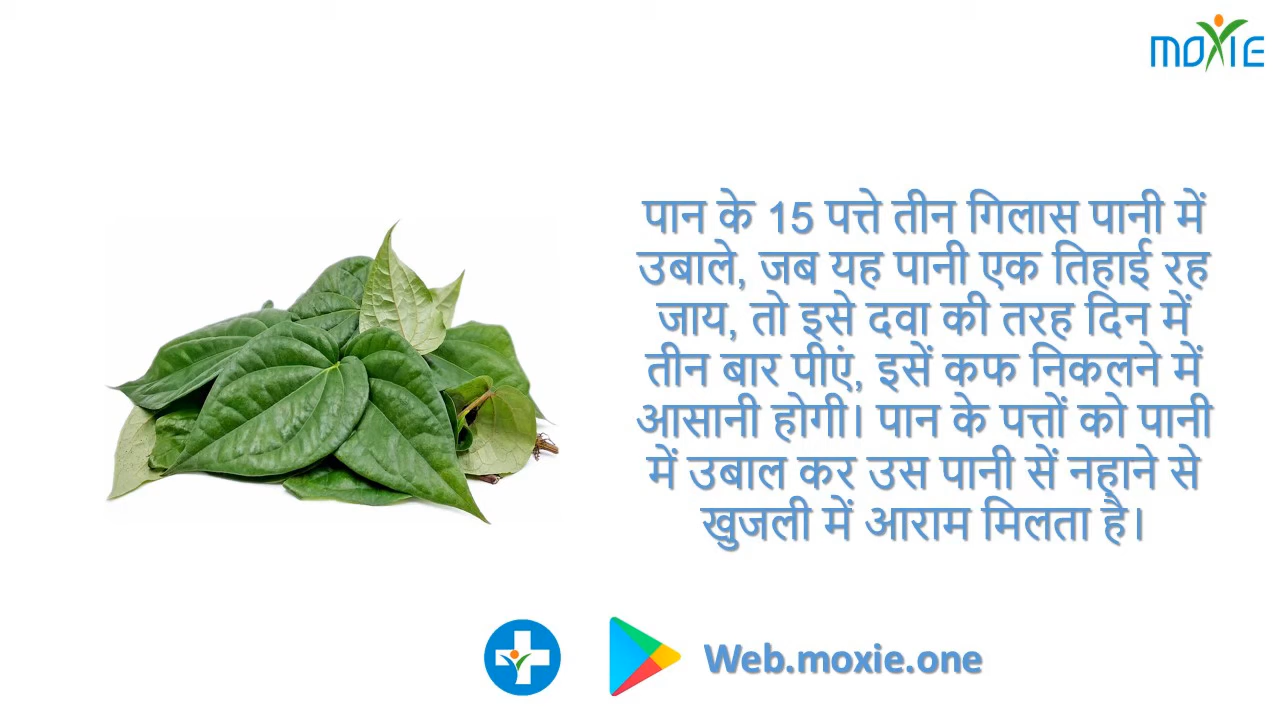 MOXIE
पान के 15 पत्ते तीन गिलास पानी में
उबाले, जब यह पानी एक तिहाई रह
जाय, तो इसे दवा की तरह दिन में
तीन बार पीएं, इसें कफ निकलने में
आसानी होगी। पान के पत्तों को पानी
में उबाल कर उस पानी सें नहाने से
खुजली में आराम मिलता है।
Web.moxie.one